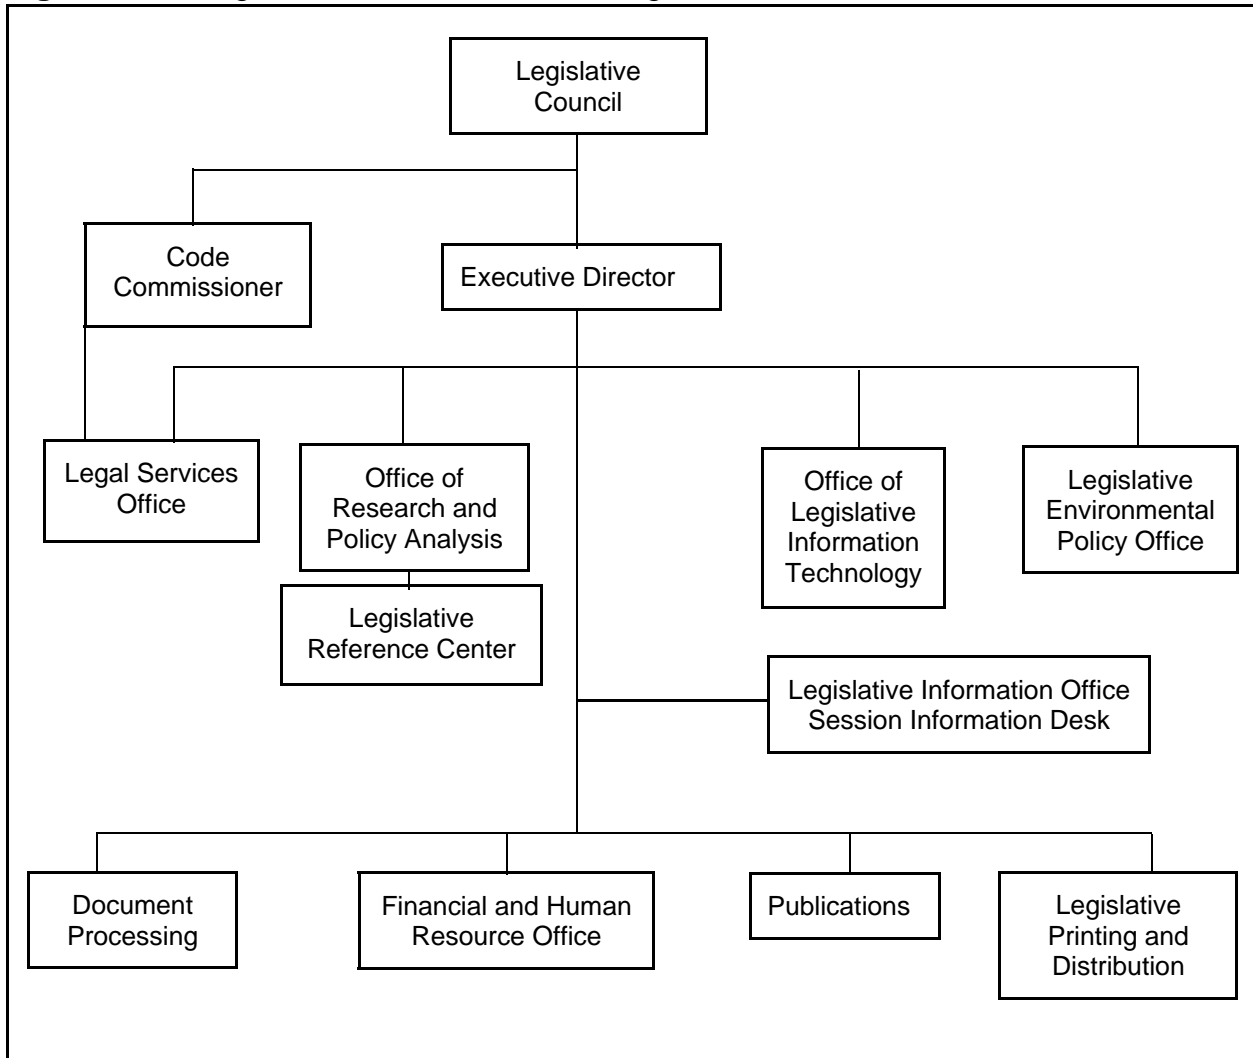 Legislative
Council
Code
Commissioner
Executive Director
Legal Services
Office
Office of
Research and
Policy Analysis
Office of
Legislative
Information
Technology
Legislative
Environmental
Policy Office
Legislative
Reference Center
Legislative Information Office
Session Information Desk
Document
Processing
Financial and Human
Resource Office
Publications
Legislative
Printing and
Distribution